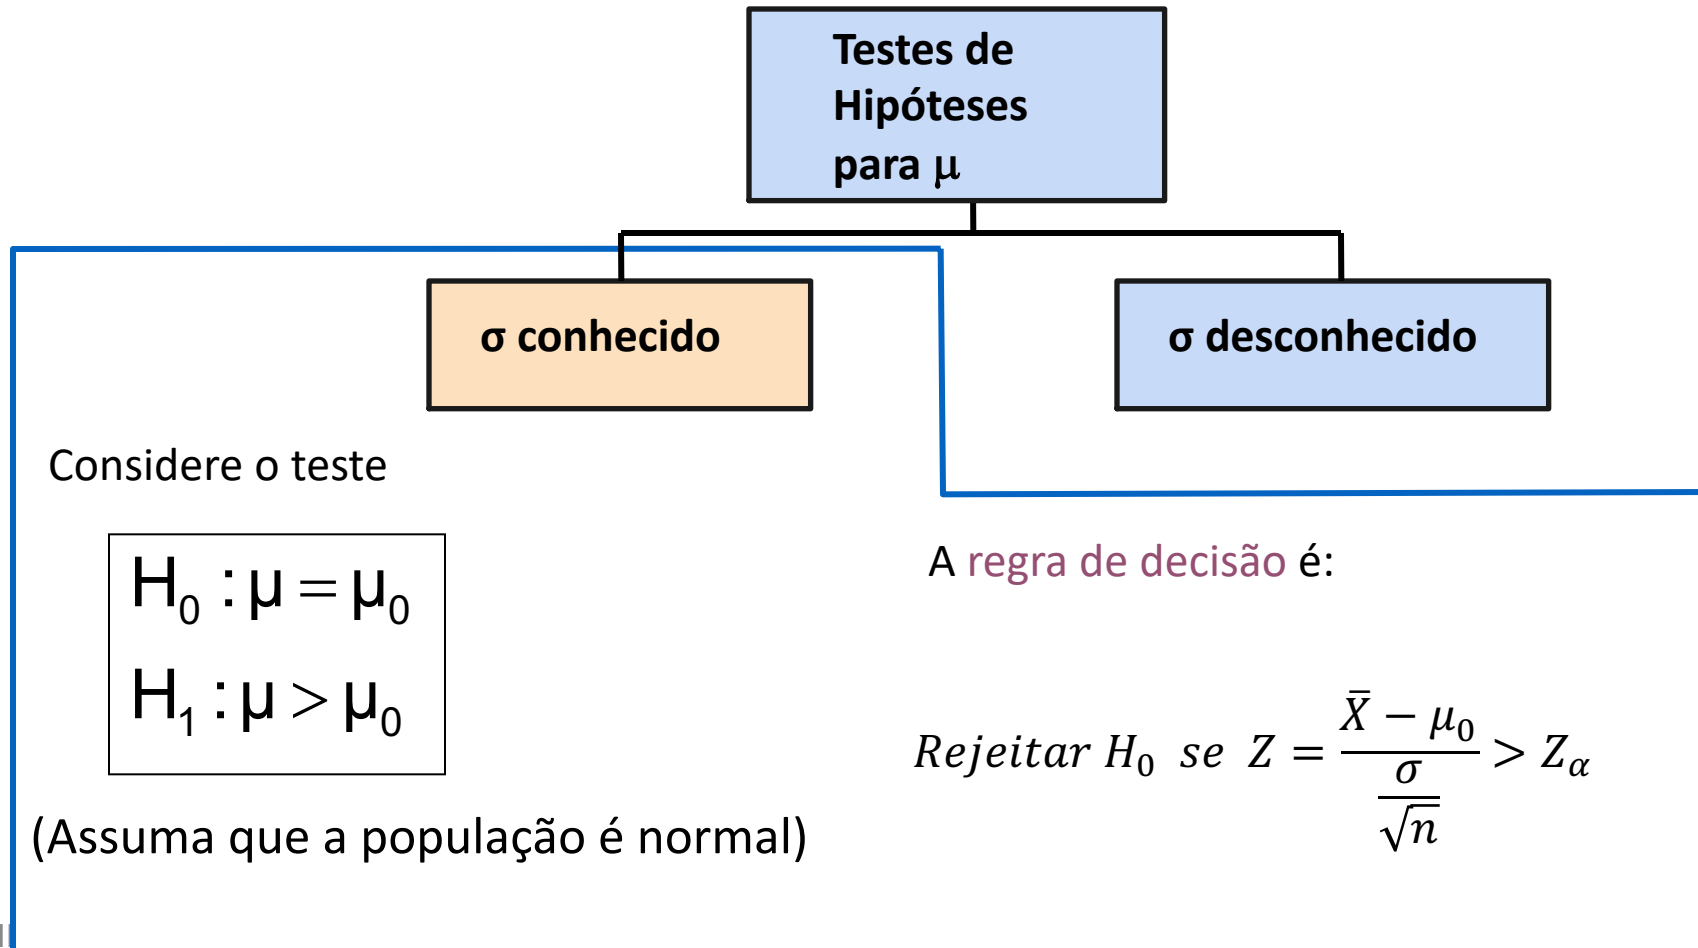 Testes de
Hipóteses
para μ
σ conhecido
σ desconhecido
Considere o teste
H₀ : μ = μ₀
H₁ : μ > μ₀
(Assuma que a população é normal)
A regra de decisão é:
Rejeitar H₀ se Z = (X̄ − μ₀) / (σ / √n) > Z_α